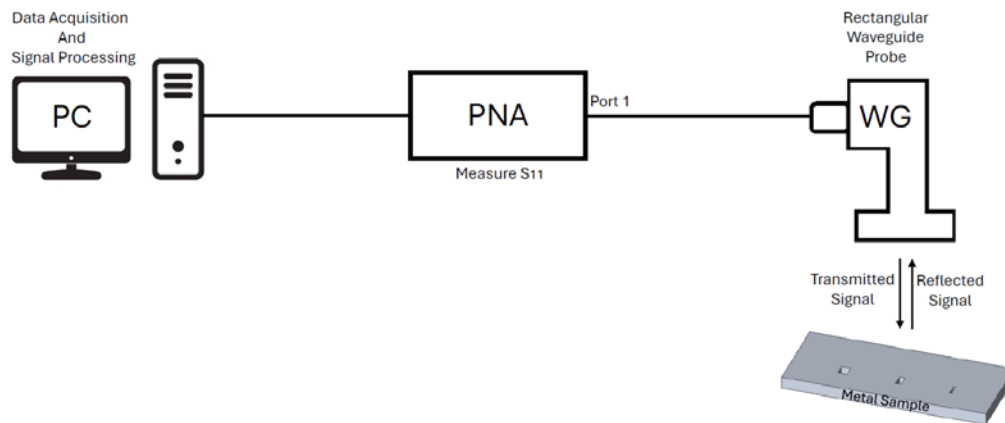 Data Acquisition
And
Signal Processing
PC
PNA
Measure S11
Port 1
Rectangular
Waveguide
Probe
WG
Transmitted
Signal
Reflected
Signal
Metal Sample